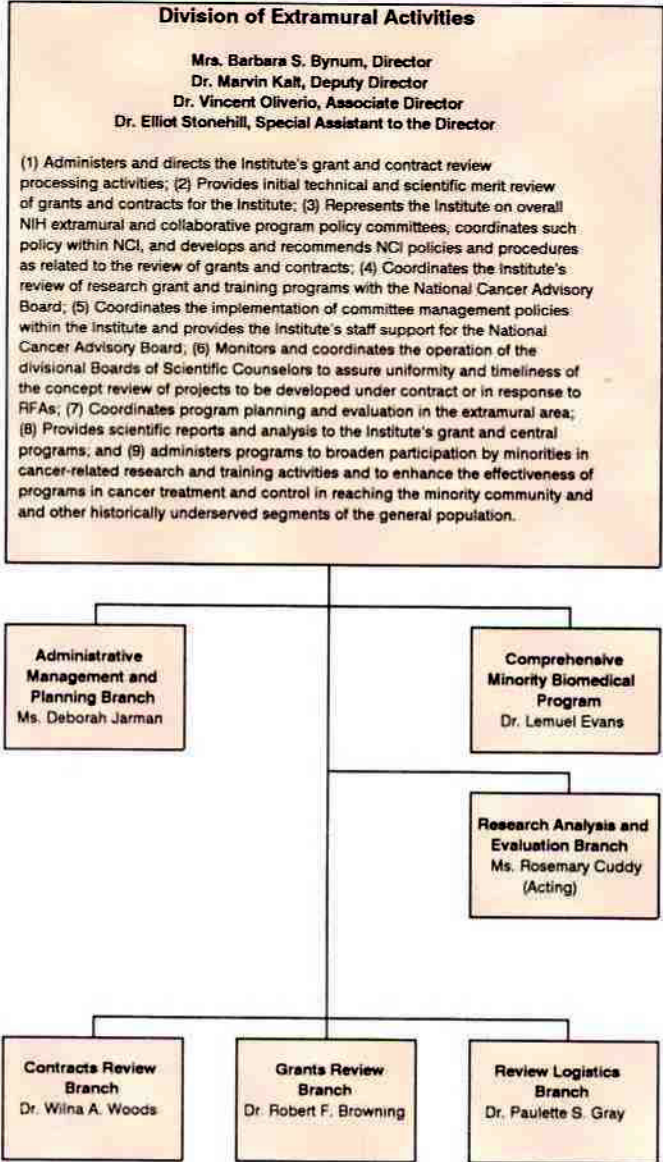 Division of Extramural Activities
Mrs. Barbara S. Bynum, Director
Dr. Marvin Kalt, Deputy Director
Dr. Vincent Oliverio, Associate Director
Dr. Elliot Stonehill, Special Assistant to the Director
(1) Administers and directs the Institute's grant and contract review
processing activities; (2) Provides initial technical and scientific merit review
of grants and contracts for the Institute; (3) Represents the Institute on overall
NIH extramural and collaborative program policy committees, coordinates such
policy within NCI, and develops and recommends NCI policies and procedures
as related to the review of grants and contracts; (4) Coordinates the Institute's
review of research grant and training programs with the National Cancer Advisory
Board; (5) Coordinates the implementation of committee management policies
within the Institute and provides the Institute's staff support for the National
Cancer Advisory Board; (6) Monitors and coordinates the operation of the
divisional Boards of Scientific Counselors to assure uniformity and timeliness of
the concept review of projects to be developed under contract or in response to
RFAs; (7) Coordinates program planning and evaluation in the extramural area;
(8) Provides scientific reports and analysis to the Institute's grant and central
programs; and (9) administers programs to broaden participation by minorities in
cancer-related research and training activities and to enhance the effectiveness of
programs in cancer treatment and control in reaching the minority community and
and other historically underserved segments of the general population.
Administrative
Management and
Planning Branch
Ms. Deborah Jarman
Comprehensive
Minority Biomedical
Program
Dr. Lemuel Evans
Research Analysis and
Evaluation Branch
Ms. Rosemary Cuddy
(Acting)
Contracts Review
Branch
Dr. Wilna A. Woods
Grants Review
Branch
Dr. Robert F. Browning
Review Logistics
Branch
Dr. Paulette S. Gray